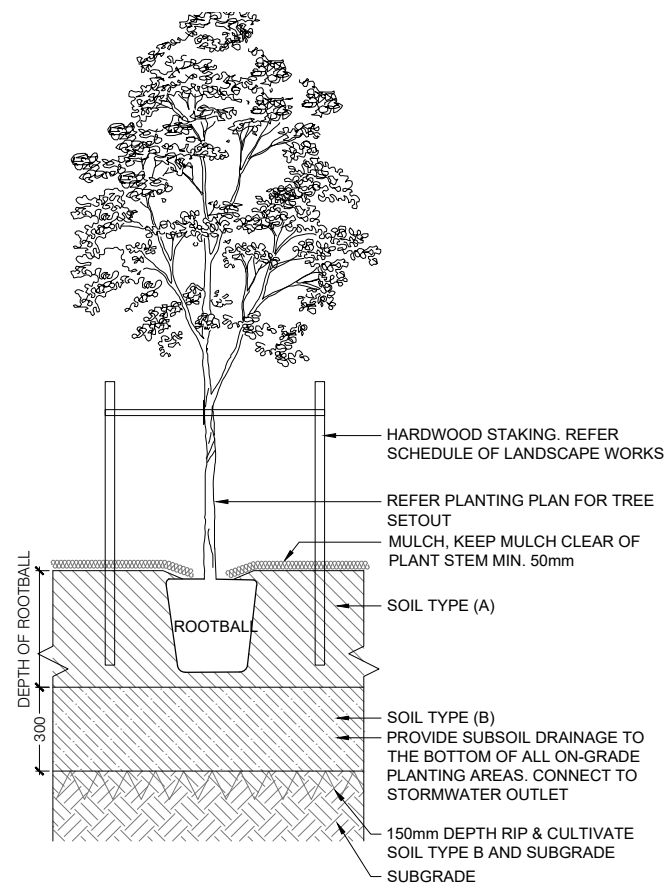 HARDWOOD STAKING. REFER
SCHEDULE OF LANDSCAPE WORKS
REFER PLANTING PLAN FOR TREE
SETOUT
MULCH, KEEP MULCH CLEAR OF
PLANT STEM MIN. 50mm
SOIL TYPE (A)
ROOTBALL
DEPTH OF ROOTBALL
300
SOIL TYPE (B)
PROVIDE SUBSOIL DRAINAGE TO
THE BOTTOM OF ALL ON-GRADE
PLANTING AREAS. CONNECT TO
STORMWATER OUTLET
150mm DEPTH RIP & CULTIVATE
SOIL TYPE B AND SUBGRADE
SUBGRADE